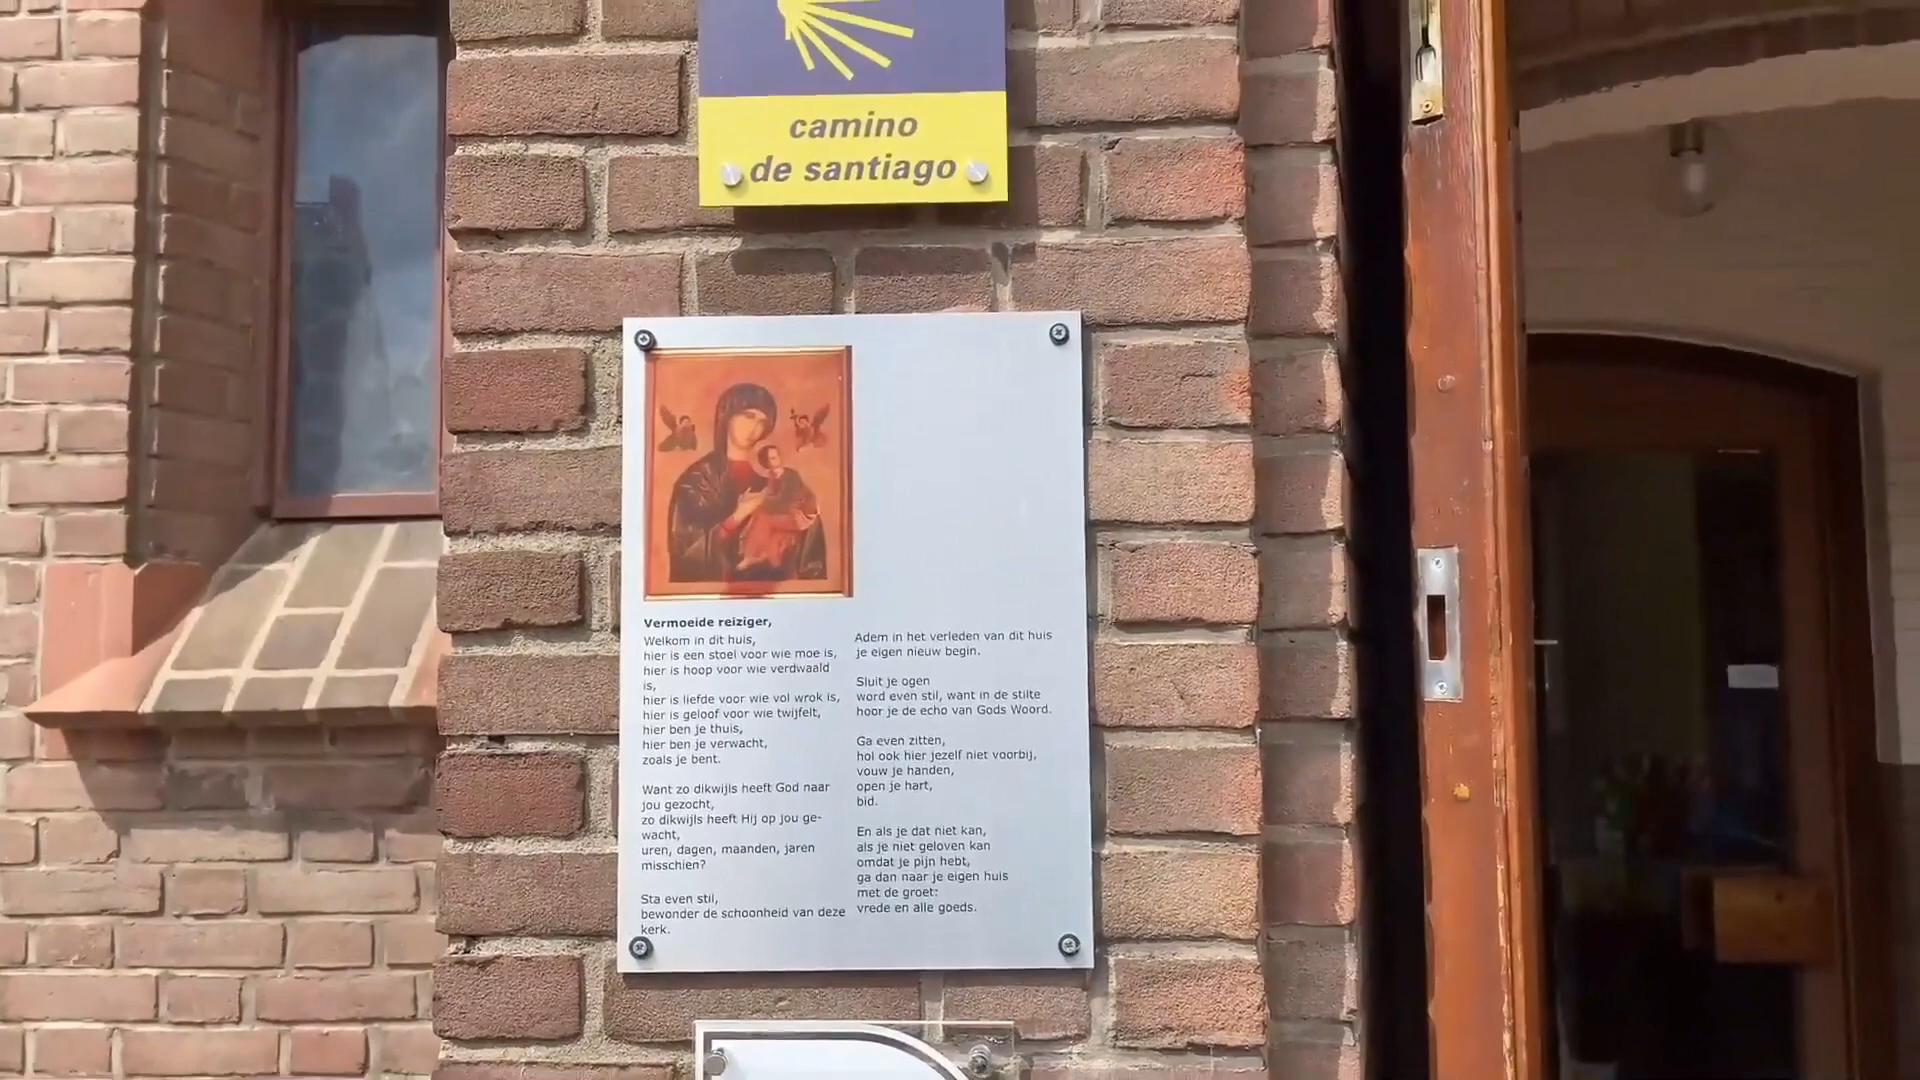 camino
de santiago
Vermoeide reiziger,
Welkom in dit huis,
hier is een stoel voor wie moe is,
hier is hoop voor wie verdwaald
is,
hier is liefde voor wie vol wrok is,
hier is geloof voor wie twijfelt,
hier ben je thuis,
hier ben je verwacht,
zoals je bent.
Want zo dikwijls heeft God naar
jou gezocht,
zo dikwijls heeft Hij op jou ge-
wacht,
uren, dagen, maanden, jaren
misschien?
Sta even stil,
bewonder de schoonheid van deze
kerk.
Adem in het verleden van dit huis
je eigen nieuw begin.
Sluit je ogen
word even stil, want in de stilte
hoor je de echo van Gods Woord.
Ga even zitten,
hol ook hier jezelf niet voorbij,
vouw je handen,
open je hart,
bid.
En als je dat niet kan,
als je niet geloven kan
omdat je pijn hebt,
ga dan naar je eigen huis
met de groet:
vrede en alle goeds.